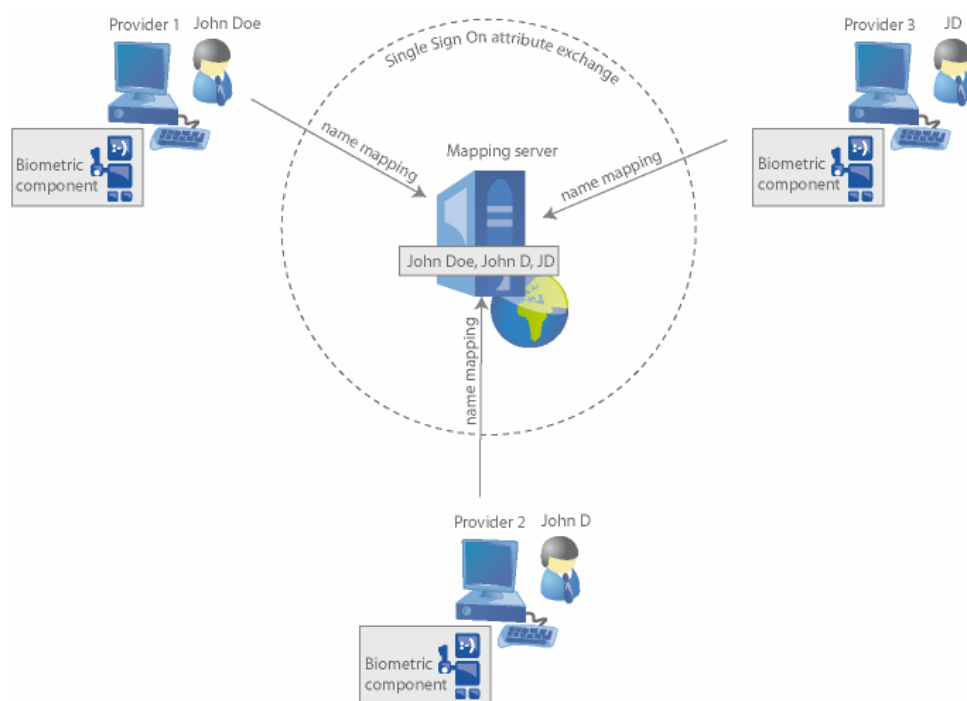 Provider 1
John Doe
Biometric
component
:-)
name mapping
Single Sign On attribute exchange
Mapping server
John Doe, John D, JD
Provider 3
JD
Biometric
component
:-)
name mapping
name mapping
Provider 2
John D
Biometric
component
:-)